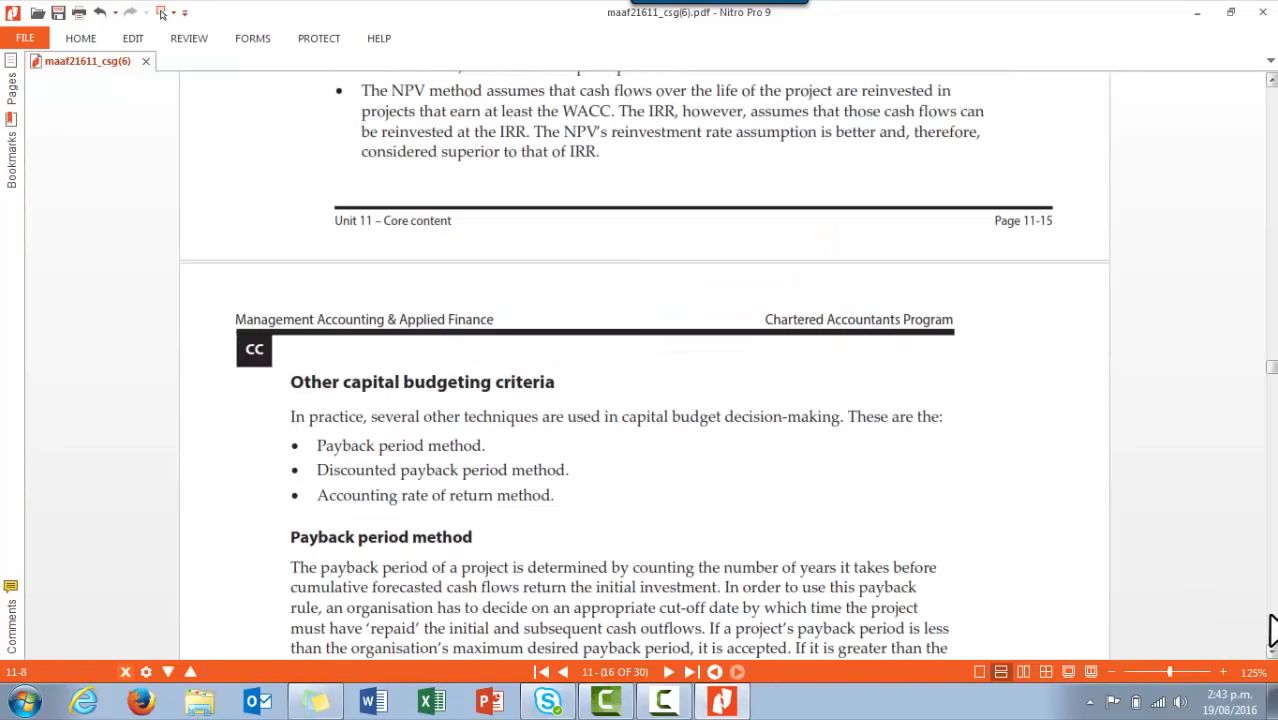 maaf21611_csg(6).pdf - Nitro Pro 9
FILE HOME EDIT REVIEW FORMS PROTECT HELP
maaf21611_csg(6)
Pages
Bookmarks
Comments
• The NPV method assumes that cash flows over the life of the project are reinvested in
projects that earn at least the WACC. The IRR, however, assumes that those cash flows can
be reinvested at the IRR. The NPV's reinvestment rate assumption is better and, therefore,
considered superior to that of IRR.
Unit 11 – Core content Page 11-15
Management Accounting & Applied Finance Chartered Accountants Program
CC
Other capital budgeting criteria
In practice, several other techniques are used in capital budget decision-making. These are the:
• Payback period method.
• Discounted payback period method.
• Accounting rate of return method.
Payback period method
The payback period of a project is determined by counting the number of years it takes before
cumulative forecasted cash flows return the initial investment. In order to use this payback
rule, an organisation has to decide on an appropriate cut-off date by which time the project
must have 'repaid' the initial and subsequent cash outflows. If a project's payback period is less
than the organisation's maximum desired payback period, it is accepted. If it is greater than the
11-8 11- (16 OF 30) 125%
2:43 p.m.
19/08/2016